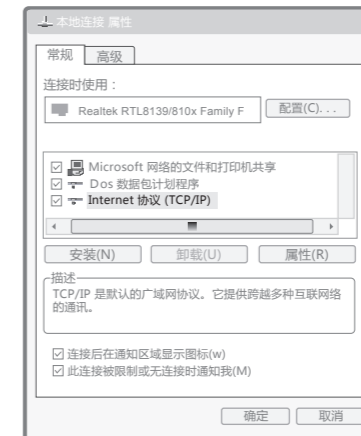 本地连接 属性
常规 高级
连接时使用：
Realtek RTL8139/810x Family F 配置(C)...
Microsoft 网络的文件和打印机共享
Dos 数据包计划程序
Internet 协议 (TCP/IP)
安装(N) 卸载(U) 属性(R)
描述
TCP/IP 是默认的广域网协议。它提供跨越多种互联网络
的通讯。
连接后在通知区域显示图标(w)
此连接被限制或无连接时通知我(M)
确定 取消